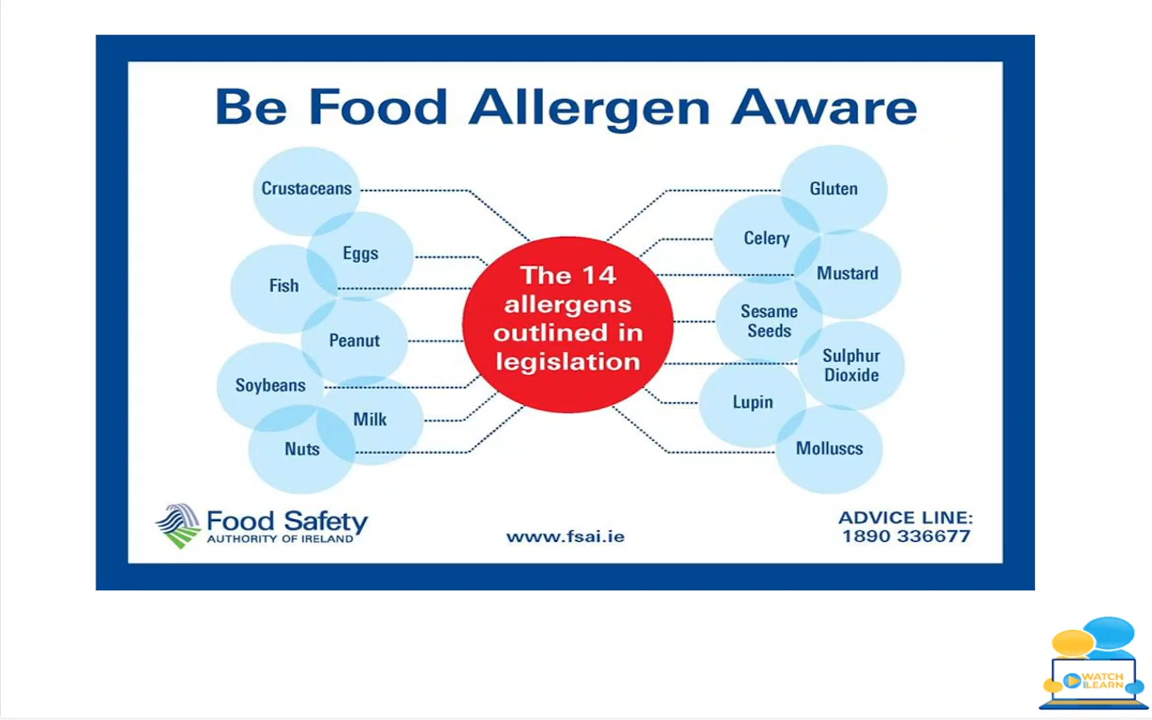 Be Food Allergen Aware
Crustaceans
Eggs
Fish
Peanut
Soybeans
Milk
Nuts
The 14
allergens
outlined in
legislation
Gluten
Celery
Mustard
Sesame
Seeds
Sulphur
Dioxide
Lupin
Molluscs
Food Safety
AUTHORITY OF IRELAND
www.fsai.ie
ADVICE LINE:
1890 336677
WATCH
AND LEARN